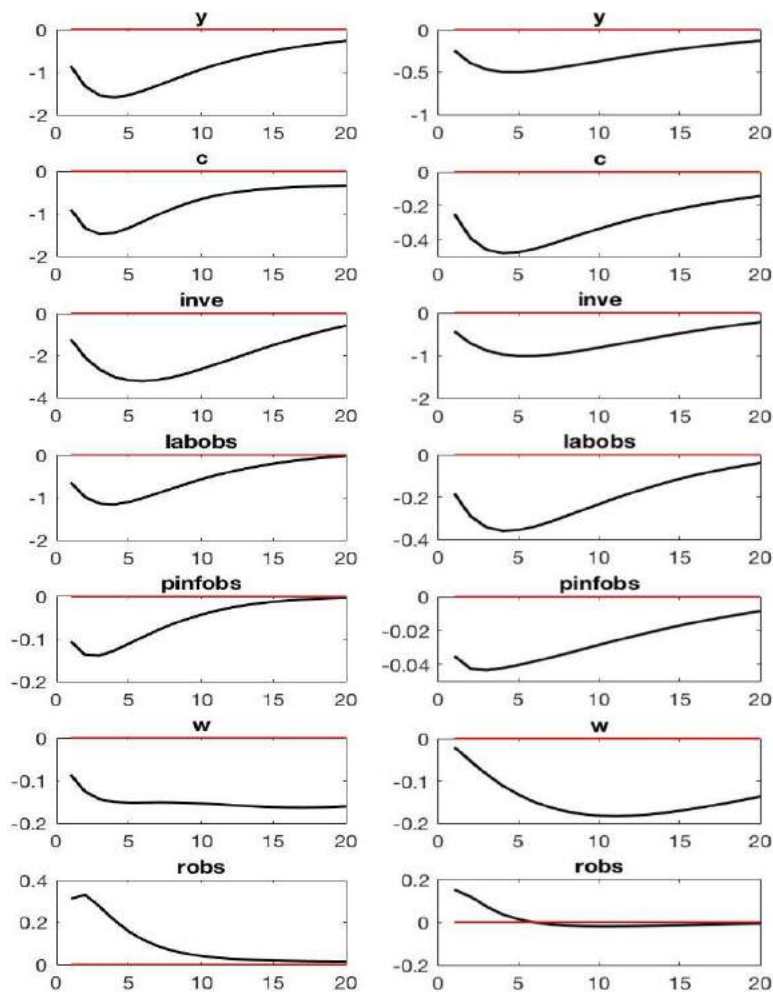 y y
0 0
-1 -0.5
-2 -1
0 5 10 15 20 0 5 10 15 20
c c
0 0
-0.2
-1
-0.4
-2
0 5 10 15 20 0 5 10 15 20
inve inve
0 0
-2 -1
-4 -2
0 5 10 15 20 0 5 10 15 20
labobs labobs
0 0
-1 -0.2
-2 -0.4
0 5 10 15 20 0 5 10 15 20
pinfobs pinfobs
0 0
-0.02
-0.1
-0.04
-0.2
0 5 10 15 20 0 5 10 15 20
w w
0 0
-0.1 -0.1
-0.2 -0.2
0 5 10 15 20 0 5 10 15 20
robs robs
0.4 0.2
0.2 0
0 -0.2
0 5 10 15 20 0 5 10 15 20